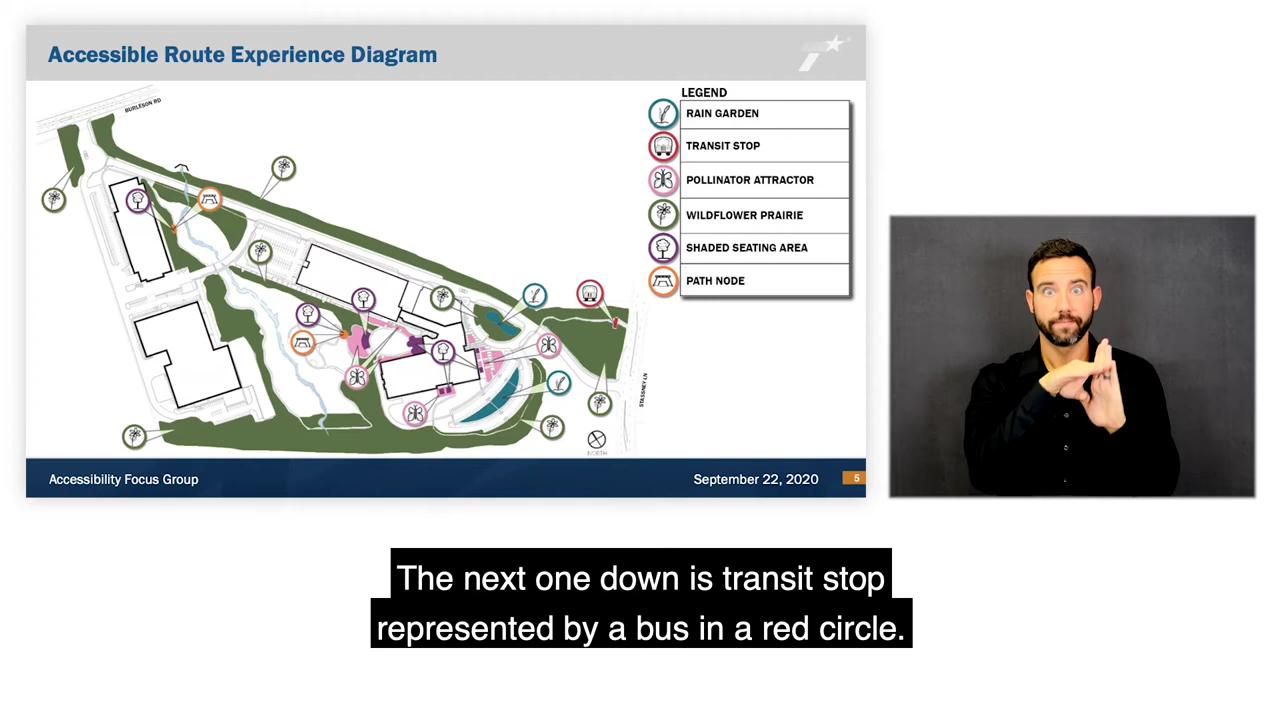 Accessible Route Experience Diagram
LEGEND
RAIN GARDEN
TRANSIT STOP
POLLINATOR ATTRACTOR
WILDFLOWER PRAIRIE
SHADED SEATING AREA
PATH NODE
BURLESON RD
STASSNEY LN
NORTH
Accessibility Focus Group
September 22, 2020
5
The next one down is transit stop
represented by a bus in a red circle.